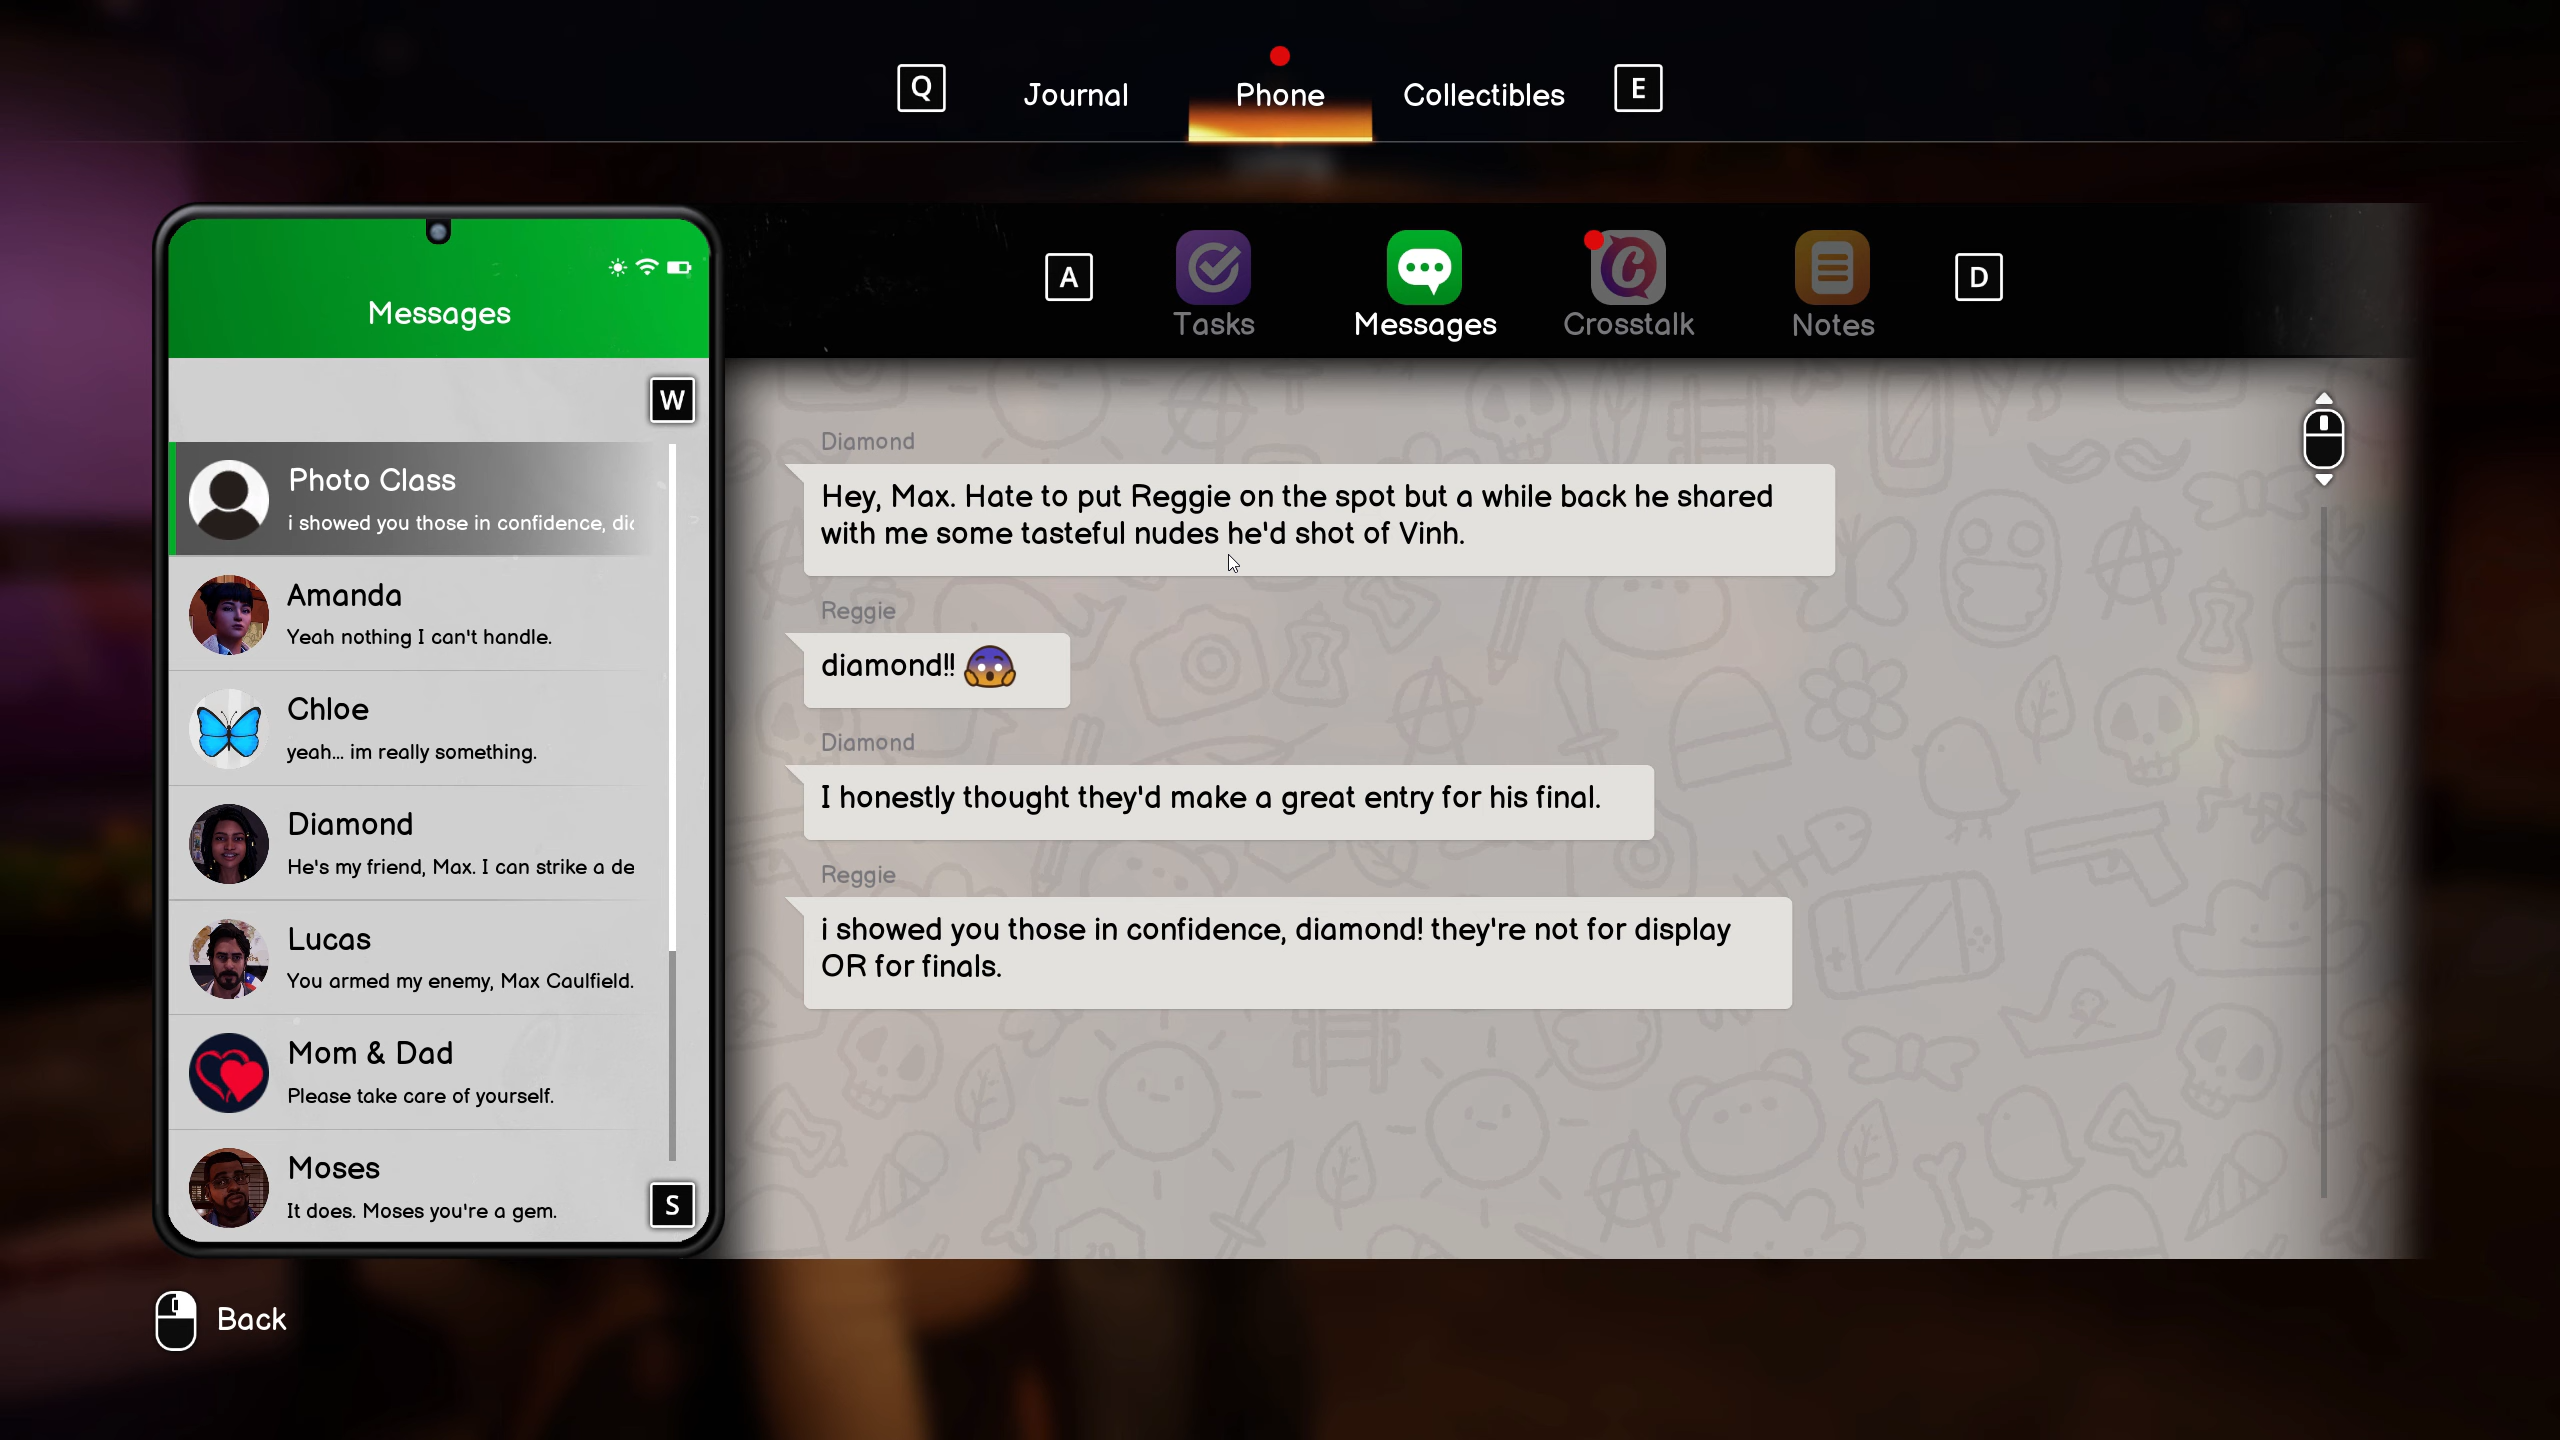 Q
Journal
Phone
Collectibles
E
Messages
A
Tasks
Messages
Crosstalk
Notes
D
W
Photo Class
i showed you those in confidence, dic
Amanda
Yeah nothing I can't handle.
Chloe
yeah... im really something.
Diamond
He's my friend, Max. I can strike a de
Lucas
You armed my enemy, Max Caulfield.
Mom & Dad
Please take care of yourself.
Moses
It does. Moses you're a gem.
S
Diamond
Hey, Max. Hate to put Reggie on the spot but a while back he shared
with me some tasteful nudes he'd shot of Vinh.
Reggie
diamond!! 😱
Diamond
I honestly thought they'd make a great entry for his final.
Reggie
i showed you those in confidence, diamond! they're not for display
OR for finals.
Back